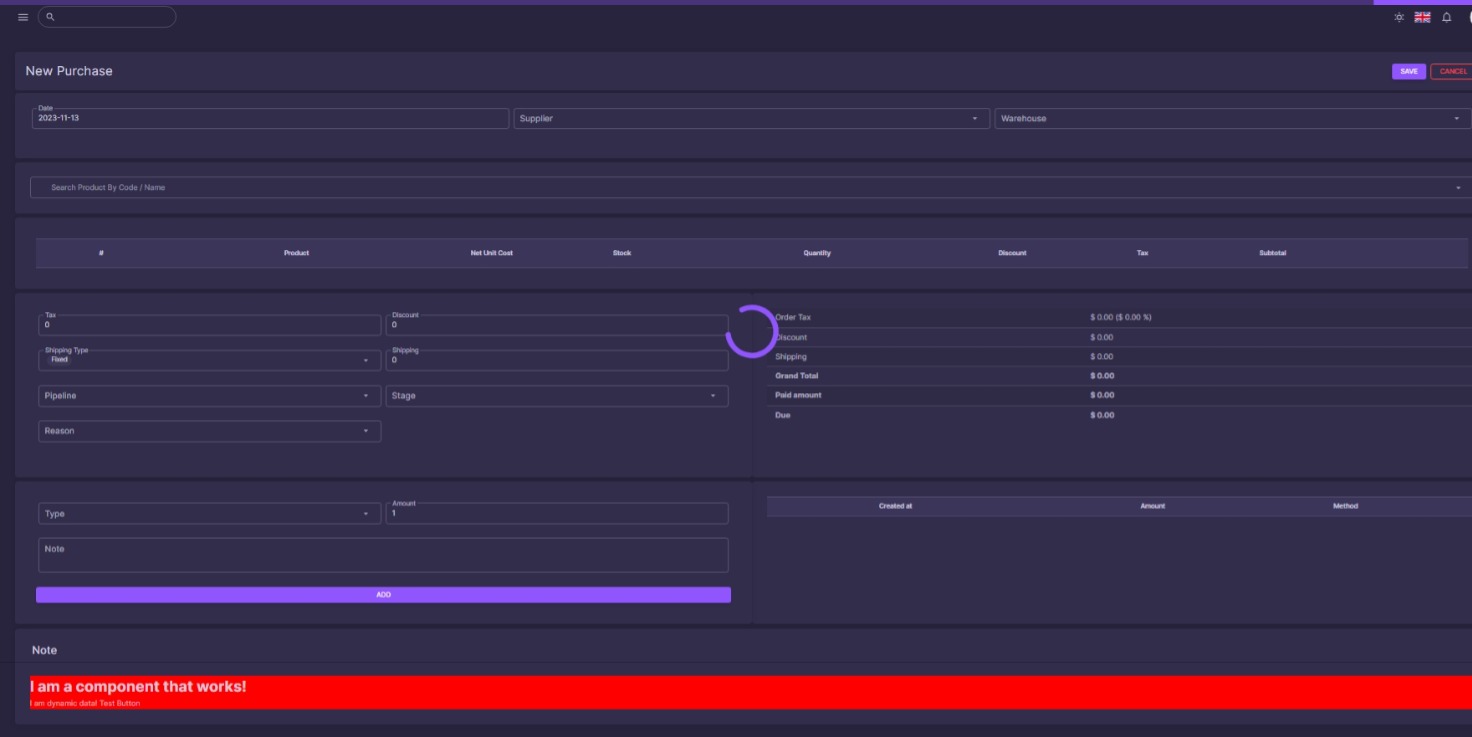 New Purchase
SAVE CANCEL
Date
2023-11-13 Supplier Warehouse
Search Product By Code / Name
# Product Net Unit Cost Stock Quantity Discount Tax Subtotal
Tax
0
Discount
0
Shipping Type
Fixed
Shipping
0
Pipeline Stage
Reason
Order Tax $ 0.00 ($ 0.00 %)
Discount $ 0.00
Shipping $ 0.00
Grand Total $ 0.00
Paid amount $ 0.00
Due $ 0.00
Type
Amount
1
Note
ADD
Created at Amount Method
Note
I am a component that works!
I am dynamic data! Test Button